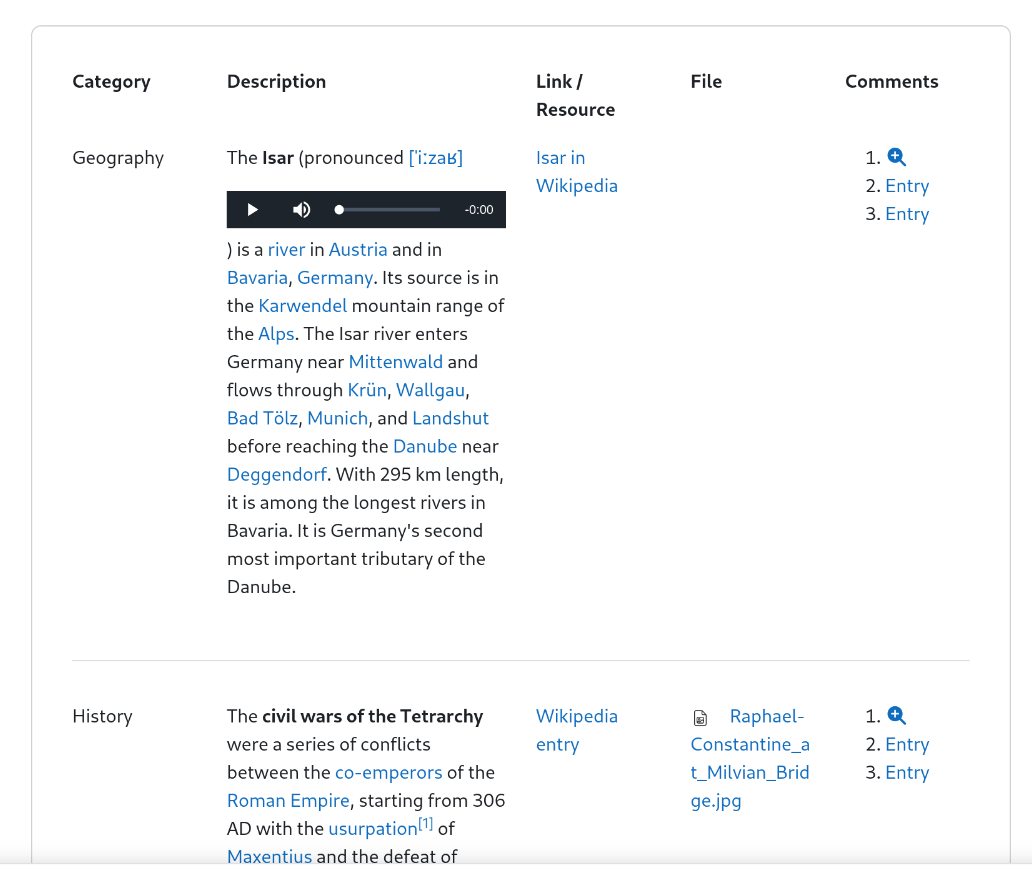 Category
Description
Link /
Resource
File
Comments
Geography
The Isar (pronounced [ˈiːzaʁ]
-0:00
) is a river in Austria and in
Bavaria, Germany. Its source is in
the Karwendel mountain range of
the Alps. The Isar river enters
Germany near Mittenwald and
flows through Krün, Wallgau,
Bad Tölz, Munich, and Landshut
before reaching the Danube near
Deggendorf. With 295 km length,
it is among the longest rivers in
Bavaria. It is Germany's second
most important tributary of the
Danube.
Isar in
Wikipedia
1.
2. Entry
3. Entry
History
The civil wars of the Tetrarchy
were a series of conflicts
between the co-emperors of the
Roman Empire, starting from 306
AD with the usurpation[1] of
Maxentius and the defeat of
Wikipedia
entry
Raphael-
Constantine_a
t_Milvian_Brid
ge.jpg
1.
2. Entry
3. Entry